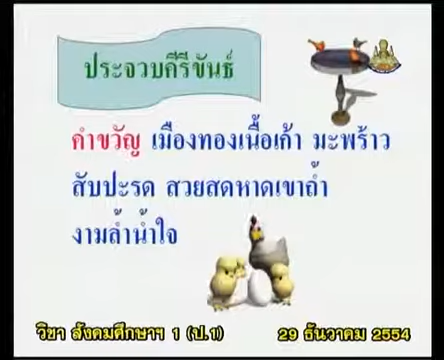 ประจวบคีรีขันธ์
คำขวัญ เมืองทองเนื้อเก้า มะพร้าว
สับปะรด สวยสดหาดเขาถ้ำ
งามล้ำน้ำใจ
วิชา สังคมศึกษาฯ 1 (ป.1) 29 ธันวาคม 2554